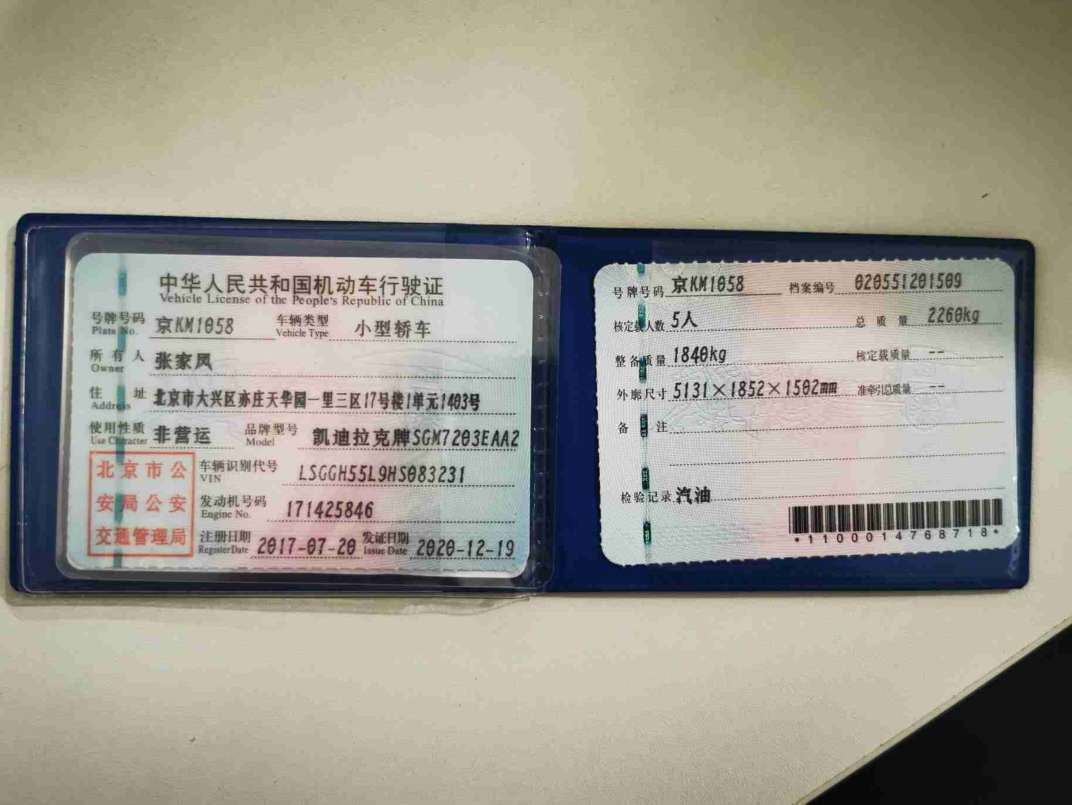 中华人民共和国机动车行驶证
Vehicle License of the People's Republic of China
号牌号码 京KM1058 车辆类型 小型轿车
Plate No. Vehicle Type
所有人 张家凤
Owner
住址 北京市大兴区亦庄天华园一里三区17号楼1单元1403号
Address
使用性质 非营运 品牌型号 凯迪拉克牌SGM7203EAA2
Use Character Model
北京市公
安局公安
交通管理局
车辆识别代号 LSGGH55L9HS083231
VIN
发动机号码 171425846
Engine No.
注册日期 2017-07-20 发证日期 2020-12-19
Register Date Issue Date
号牌号码 京KM1058 档案编号 020551201509
核定载人数 5人 总质量 2260kg
整备质量 1840kg 核定载质量 --
外廓尺寸 5131×1852×1502mm 准牵引总质量 --
备注
检验记录 汽油
*1100014768718*